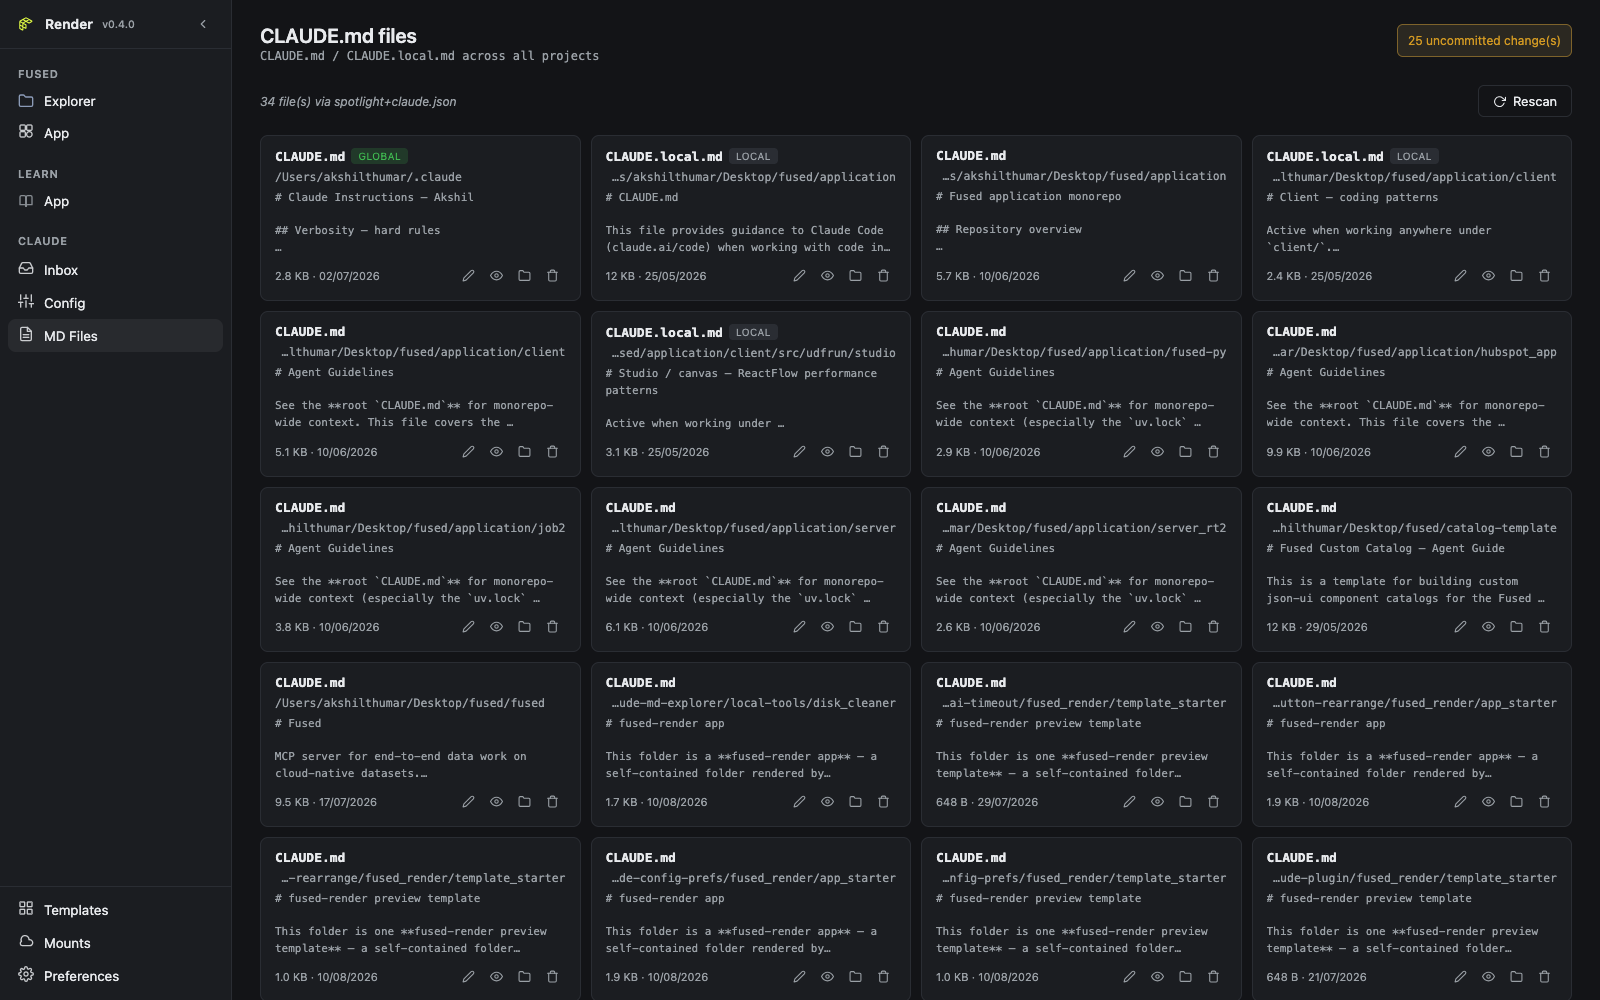 Render v0.4.0
FUSED
Explorer
App
LEARN
App
CLAUDE
Inbox
Config
MD Files
Templates
Mounts
Preferences
CLAUDE.md files
CLAUDE.md / CLAUDE.local.md across all projects
25 uncommitted change(s)
34 file(s) via spotlight+claude.json
Rescan
CLAUDE.md GLOBAL
/Users/akshilthumar/.claude
# Claude Instructions — Akshil
## Verbosity — hard rules
…
2.8 KB · 02/07/2026
CLAUDE.local.md LOCAL
…s/akshilthumar/Desktop/fused/application
# CLAUDE.md
This file provides guidance to Claude Code
(claude.ai/code) when working with code in…
12 KB · 25/05/2026
CLAUDE.md
…s/akshilthumar/Desktop/fused/application
# Fused application monorepo
## Repository overview
…
5.7 KB · 10/06/2026
CLAUDE.local.md LOCAL
…lthumar/Desktop/fused/application/client
# Client — coding patterns
Active when working anywhere under
`client/`.…
2.4 KB · 25/05/2026
CLAUDE.md
…lthumar/Desktop/fused/application/client
# Agent Guidelines
See the **root `CLAUDE.md`** for monorepo-
wide context. This file covers the …
5.1 KB · 10/06/2026
CLAUDE.local.md LOCAL
…sed/application/client/src/udfrun/studio
# Studio / canvas — ReactFlow performance
patterns
Active when working under …
3.1 KB · 25/05/2026
CLAUDE.md
…humar/Desktop/fused/application/fused-py
# Agent Guidelines
See the **root `CLAUDE.md`** for monorepo-
wide context (especially the `uv.lock` …
2.9 KB · 10/06/2026
CLAUDE.md
…ar/Desktop/fused/application/hubspot_app
# Agent Guidelines
See the **root `CLAUDE.md`** for monorepo-
wide context. This file covers the …
9.9 KB · 10/06/2026
CLAUDE.md
…hilthumar/Desktop/fused/application/job2
# Agent Guidelines
See the **root `CLAUDE.md`** for monorepo-
wide context (especially the `uv.lock` …
3.8 KB · 10/06/2026
CLAUDE.md
…lthumar/Desktop/fused/application/server
# Agent Guidelines
See the **root `CLAUDE.md`** for monorepo-
wide context (especially the `uv.lock` …
6.1 KB · 10/06/2026
CLAUDE.md
…mar/Desktop/fused/application/server_rt2
# Agent Guidelines
See the **root `CLAUDE.md`** for monorepo-
wide context (especially the `uv.lock` …
2.6 KB · 10/06/2026
CLAUDE.md
…hilthumar/Desktop/fused/catalog-template
# Fused Custom Catalog — Agent Guide
This is a template for building custom
json-ui component catalogs for the Fused …
12 KB · 29/05/2026
CLAUDE.md
/Users/akshilthumar/Desktop/fused/fused
# Fused
MCP server for end-to-end data work on
cloud-native datasets.…
9.5 KB · 17/07/2026
CLAUDE.md
…ude-md-explorer/local-tools/disk_cleaner
# fused-render app
This folder is a **fused-render app** — a
self-contained folder rendered by…
1.7 KB · 10/08/2026
CLAUDE.md
…ai-timeout/fused_render/template_starter
# fused-render preview template
This folder is one **fused-render preview
template** — a self-contained folder…
648 B · 29/07/2026
CLAUDE.md
…utton-rearrange/fused_render/app_starter
# fused-render app
This folder is a **fused-render app** — a
self-contained folder rendered by…
1.9 KB · 10/08/2026
CLAUDE.md
…-rearrange/fused_render/template_starter
# fused-render preview template
This folder is one **fused-render preview
template** — a self-contained folder…
1.0 KB · 10/08/2026
CLAUDE.md
…de-config-prefs/fused_render/app_starter
# fused-render app
This folder is a **fused-render app** — a
self-contained folder rendered by…
1.9 KB · 10/08/2026
CLAUDE.md
…nfig-prefs/fused_render/template_starter
# fused-render preview template
This folder is one **fused-render preview
template** — a self-contained folder…
1.0 KB · 10/08/2026
CLAUDE.md
…ude-plugin/fused_render/template_starter
# fused-render preview template
This folder is one **fused-render preview
template** — a self-contained folder…
648 B · 21/07/2026